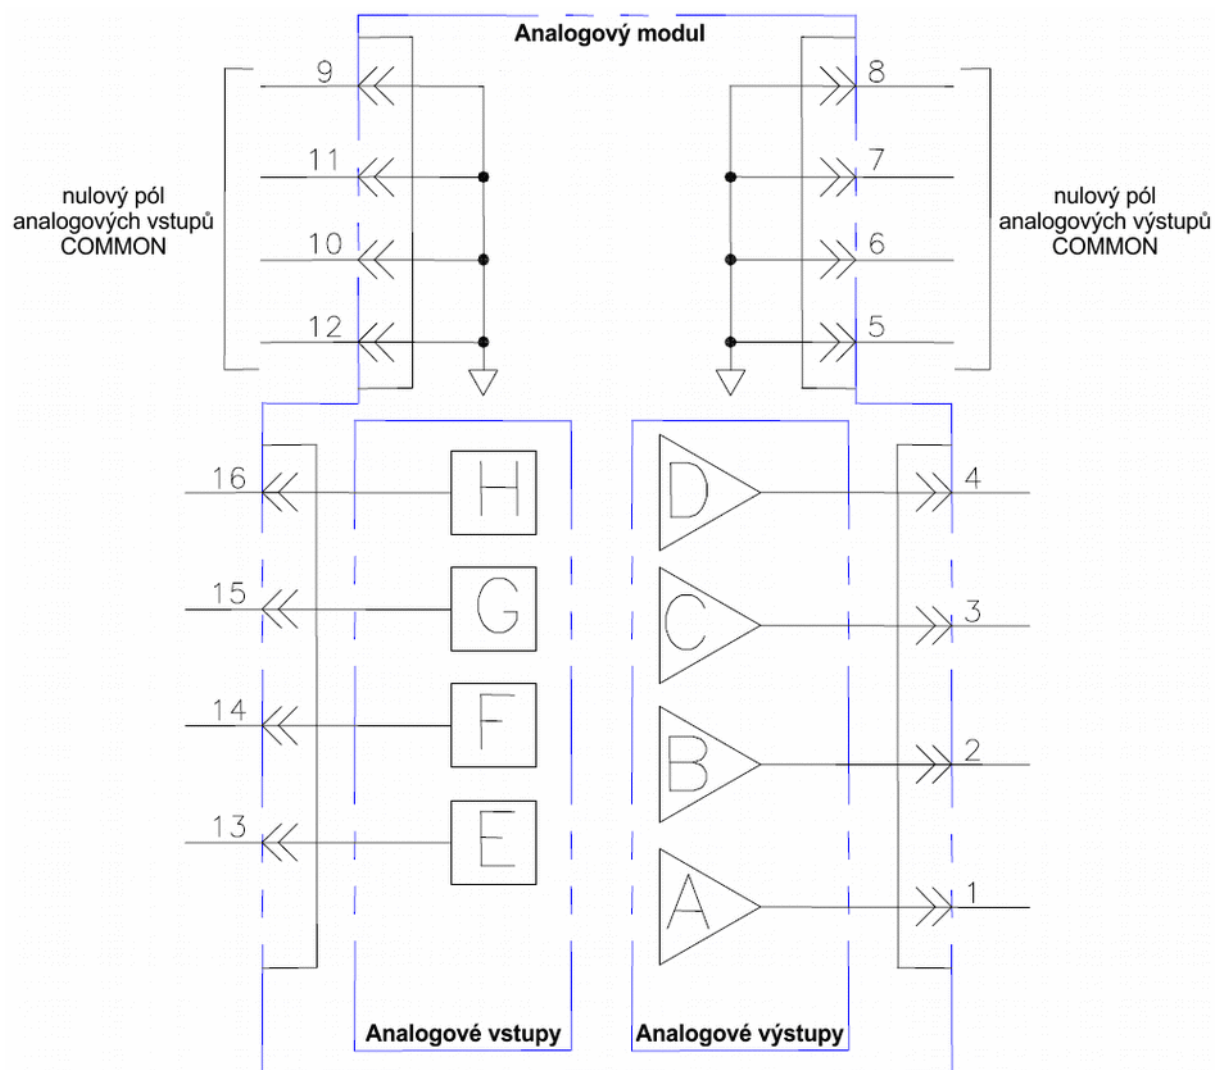 Analogový modul
9
11
10
12
nulový pól
analogových vstupů
COMMON
8
7
6
5
nulový pól
analogových výstupů
COMMON
16
H
15
G
14
F
13
E
D
4
C
3
B
2
A
1
Analogové vstupy
Analogové výstupy